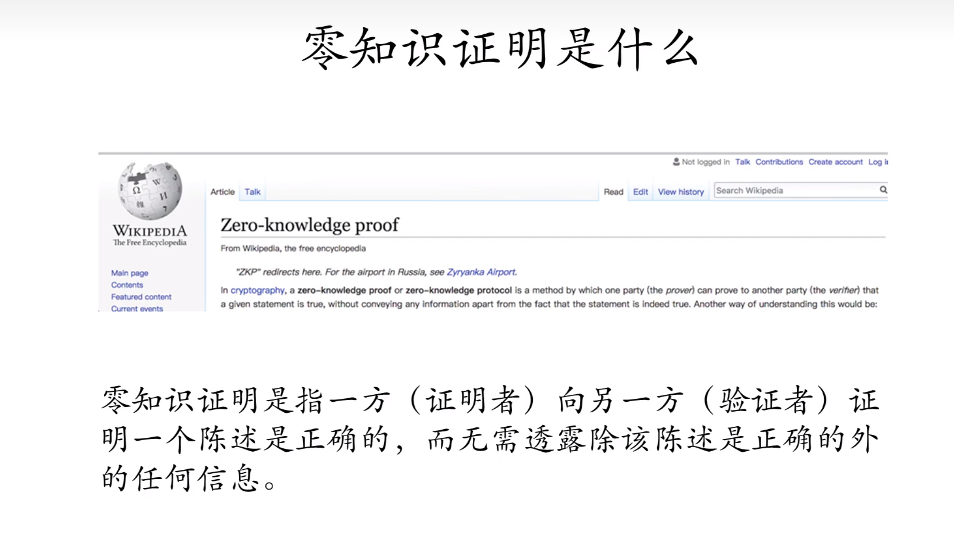 零知识证明是什么
Not logged in Talk Contributions Create account Log i
Article Talk
Read Edit View history Search Wikipedia
WIKIPEDIA
The Free Encyclopedia
Main page
Contents
Featured content
Current events
Zero-knowledge proof
From Wikipedia, the free encyclopedia
"ZKP" redirects here. For the airport in Russia, see Zyryanka Airport.
In cryptography, a zero–knowledge proof or zero–knowledge protocol is a method by which one party (the prover) can prove to another party (the verifier) that
a given statement is true, without conveying any information apart from the fact that the statement is indeed true. Another way of understanding this would be:
零知识证明是指一方（证明者）向另一方（验证者）证
明一个陈述是正确的，而无需透露除该陈述是正确的外
的任何信息。